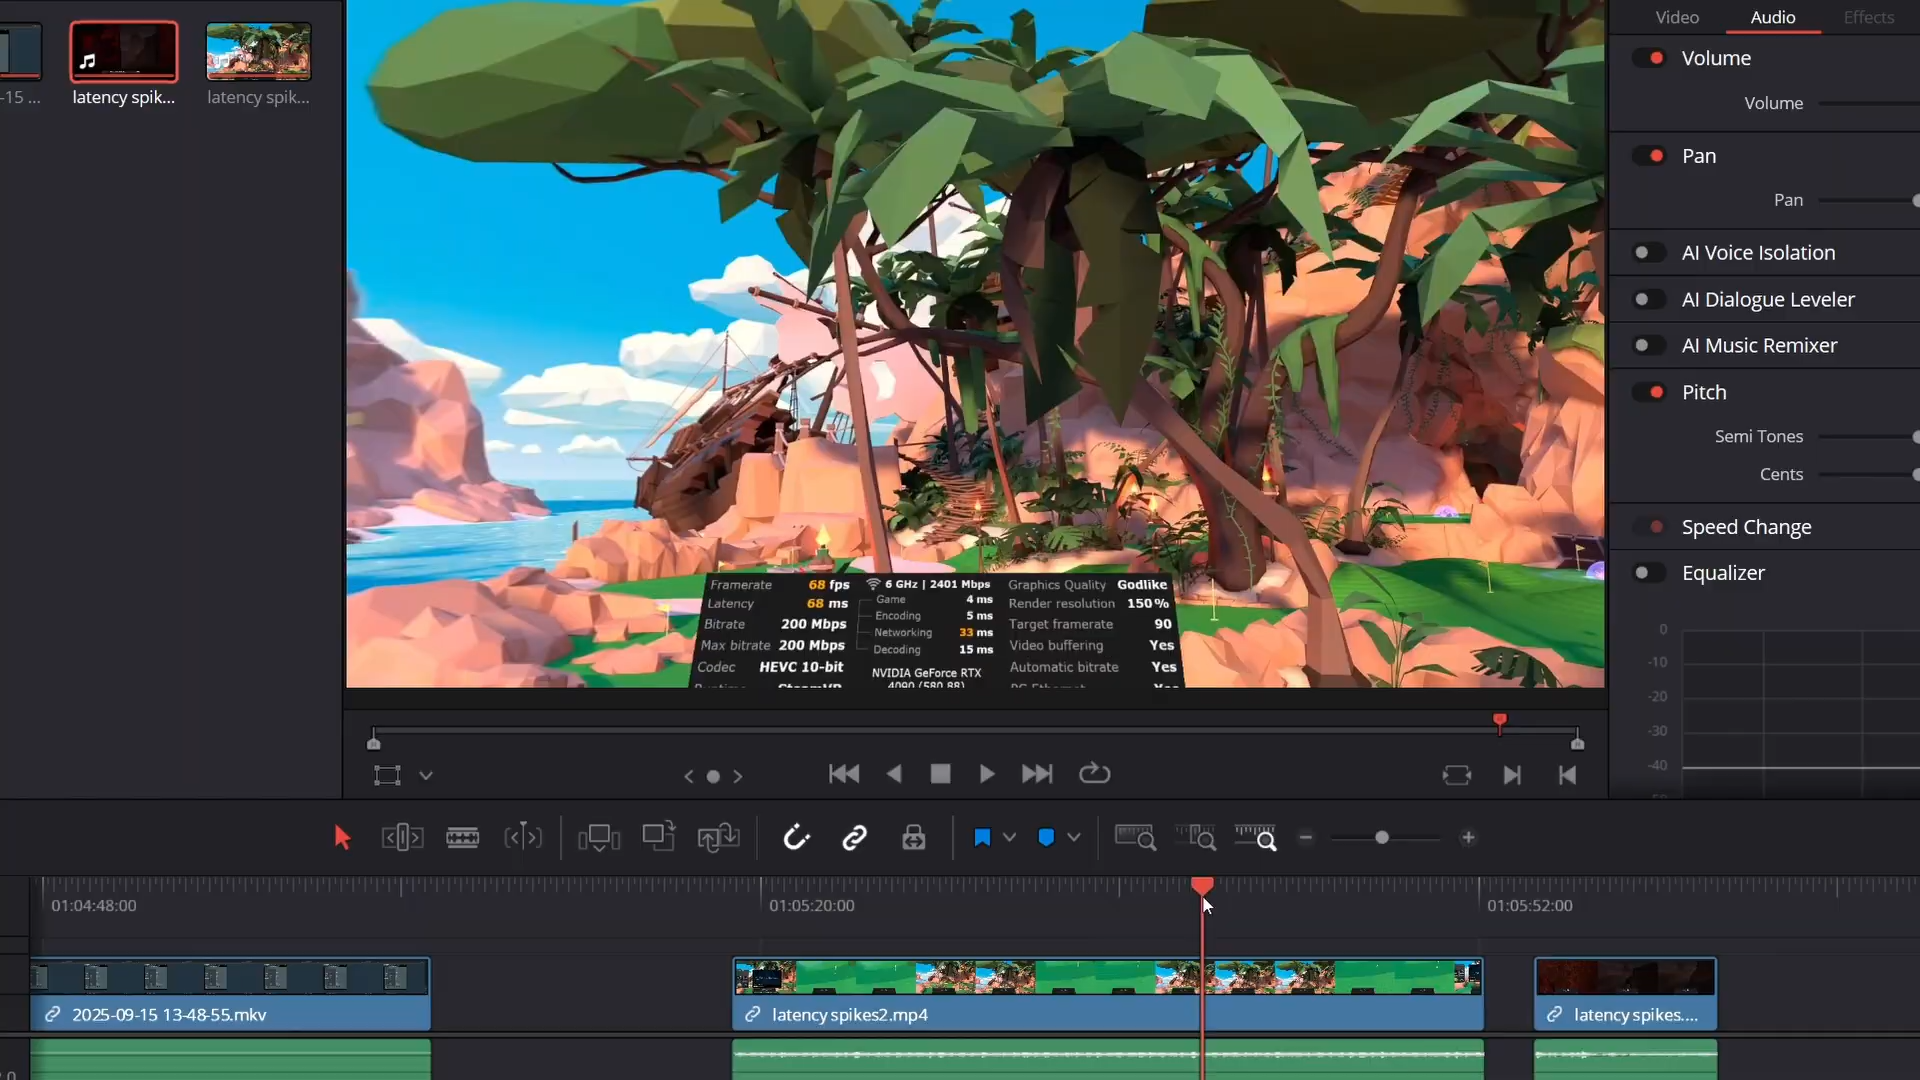 -15 ...
latency spik...
latency spik...
Video
Audio
Effects
Volume
Volume
Pan
Pan
AI Voice Isolation
AI Dialogue Leveler
AI Music Remixer
Pitch
Semi Tones
Cents
Speed Change
Equalizer
0
-10
-20
-30
-40
Framerate 68 fps
Latency 68 ms
Bitrate 200 Mbps
Max bitrate 200 Mbps
Codec HEVC 10-bit
6 GHz | 2401 Mbps
Game 4 ms
Encoding 5 ms
Networking 33 ms
Decoding 15 ms
NVIDIA GeForce RTX
4090 (580.88)
Graphics Quality Godlike
Render resolution 150%
Target framerate 90
Video buffering Yes
Automatic bitrate Yes
01:04:48:00
01:05:20:00
01:05:52:00
2025-09-15 13-48-55.mkv
latency spikes2.mp4
latency spikes....